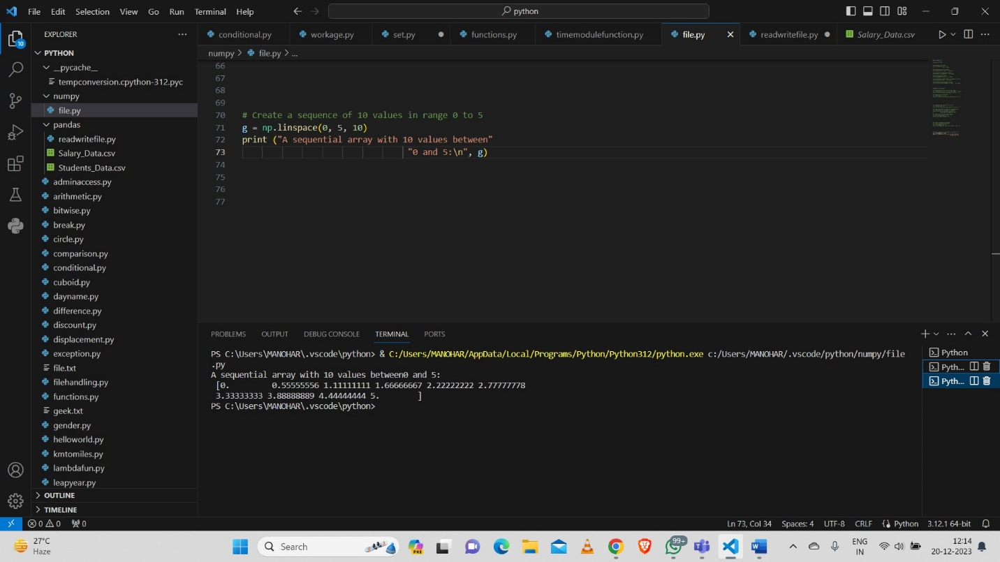 File Edit Selection View Go Run Terminal Help
python
EXPLORER
conditional.py workage.py set.py functions.py timemodulefunction.py file.py readwritefile.py Salary_Data.csv
PYTHON
numpy > file.py > ...
10
__pycache__
tempconversion.cpython-312.pyc
numpy
file.py
pandas
readwritefile.py
Salary_Data.csv
Students_Data.csv
adminaccess.py
arithmetic.py
bitwise.py
break.py
circle.py
comparison.py
conditional.py
cuboid.py
dayname.py
difference.py
discount.py
displacement.py
exception.py
file.txt
filehandling.py
functions.py
geek.txt
gender.py
helloworld.py
kmtomiles.py
lambdafun.py
leapyear.py
OUTLINE
TIMELINE
66
67
68
69
70 # Create a sequence of 10 values in range 0 to 5
71 g = np.linspace(0, 5, 10)
72 print ("A sequential array with 10 values between"
73 "0 and 5:\n", g)
74
75
76
77
PROBLEMS OUTPUT DEBUG CONSOLE TERMINAL PORTS
PS C:\Users\MANOHAR\.vscode\python> & C:/Users/MANOHAR/AppData/Local/Programs/Python/Python312/python.exe c:/Users/MANOHAR/.vscode/python/numpy/file
.py
A sequential array with 10 values between0 and 5:
[0. 0.55555556 1.11111111 1.66666667 2.22222222 2.77777778
3.33333333 3.88888889 4.44444444 5. ]
PS C:\Users\MANOHAR\.vscode\python>
Python
Pyth...
Pyth...
0 0 0
Ln 73, Col 34 Spaces: 4 UTF-8 CRLF Python 3.12.1 64-bit
27°C
Haze
Search
PRE
99+
ENG
IN
12:14
20-12-2023